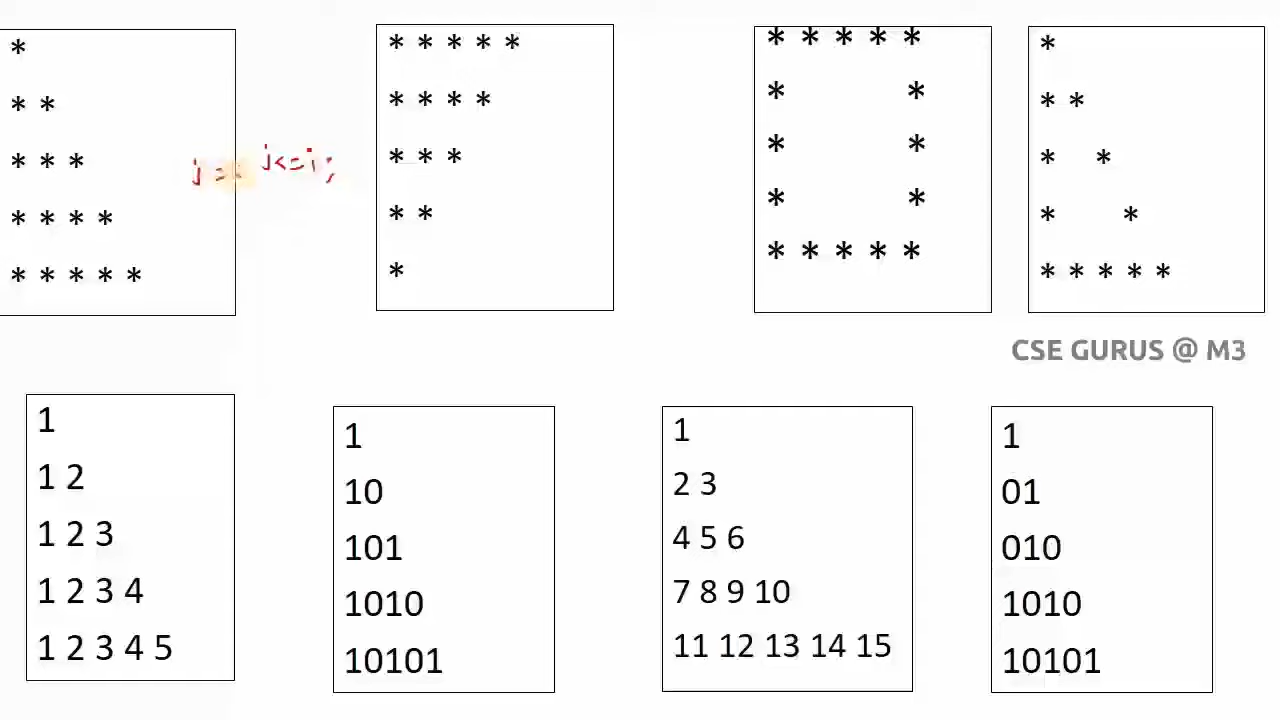 *
* *
* * *
* * * *
* * * * *
j<=i;
* * * * *
* * * *
* * *
* *
*
* * * * *
*       *
*       *
*       *
* * * * *
*
* *
*   *
*     *
* * * * *
CSE GURUS @ M3
1
1 2
1 2 3
1 2 3 4
1 2 3 4 5
1
10
101
1010
10101
1
2 3
4 5 6
7 8 9 10
11 12 13 14 15
1
01
010
1010
10101